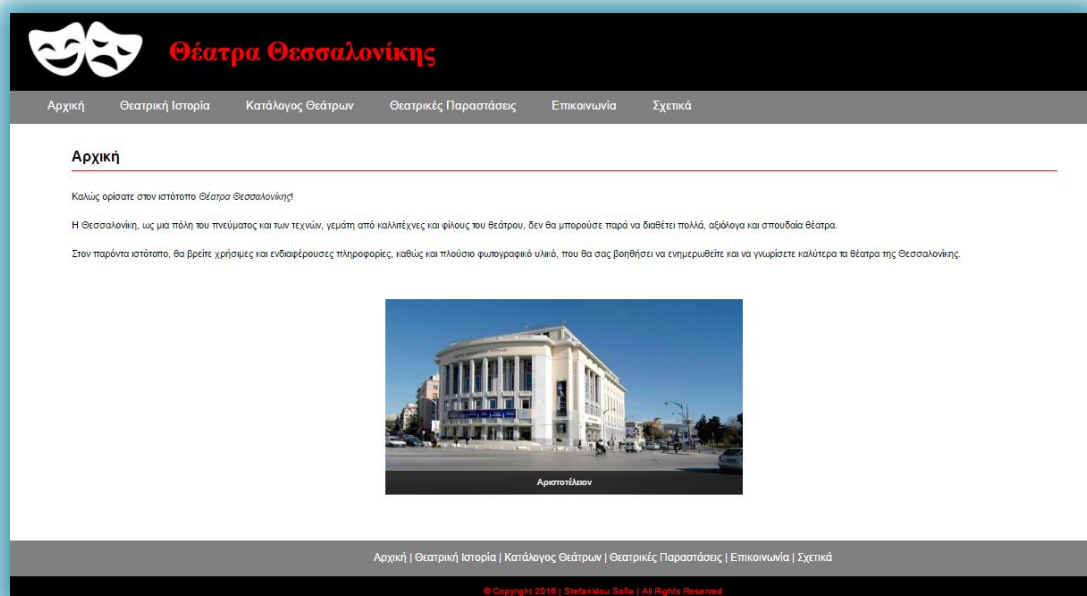 Θέατρα Θεσσαλονίκης
Αρχική Θεατρική Ιστορία Κατάλογος Θεάτρων Θεατρικές Παραστάσεις Επικοινωνία Σχετικά
Αρχική
Καλώς ορίσατε στον ιστότοπο Θέατρα Θεσσαλονίκης!
Η Θεσσαλονίκη, ως μια πόλη του πνεύματος και των τεχνών, γεμάτη από καλλιτέχνες και φίλους του θεάτρου, δεν θα μπορούσε παρά να διαθέτει πολλά, αξιόλογα και σπουδαία θέατρα.
Στον παρόντα ιστότοπο, θα βρείτε χρήσιμες και ενδιαφέρουσες πληροφορίες, καθώς και πλούσιο φωτογραφικό υλικό, που θα σας βοηθήσει να ενημερωθείτε και να γνωρίσετε καλύτερα τα θέατρα της Θεσσαλονίκης.
Αριστοτέλειον
Αρχική | Θεατρική Ιστορία | Κατάλογος Θεάτρων | Θεατρικές Παραστάσεις | Επικοινωνία | Σχετικά
© Copyright 2016 | Stefanidou Sofia | All Rights Reserved